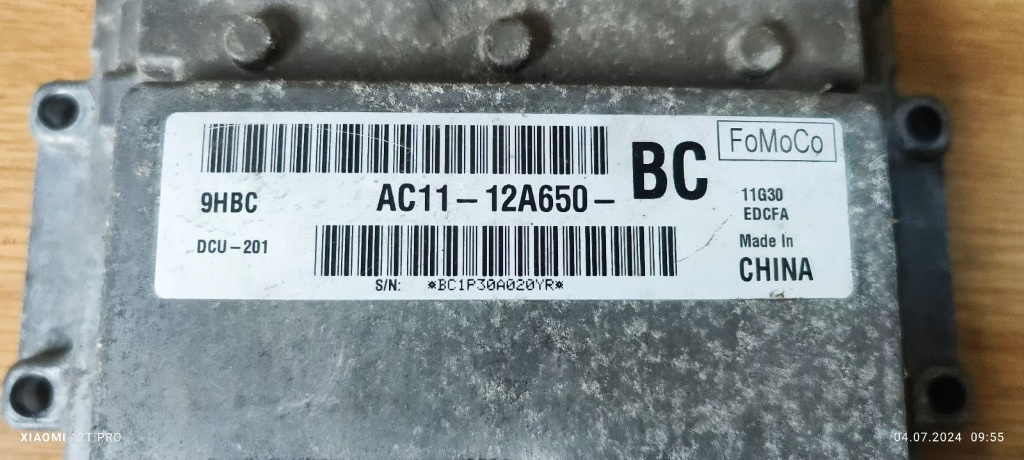 FoMoCo
9HBC
AC11-12A650-BC
11G30
EDCFA
DCU-201
Made In
CHINA
S/N: *BC1P30A020YR*
XIAOMI 12T PRO
04.07.2024 09:55